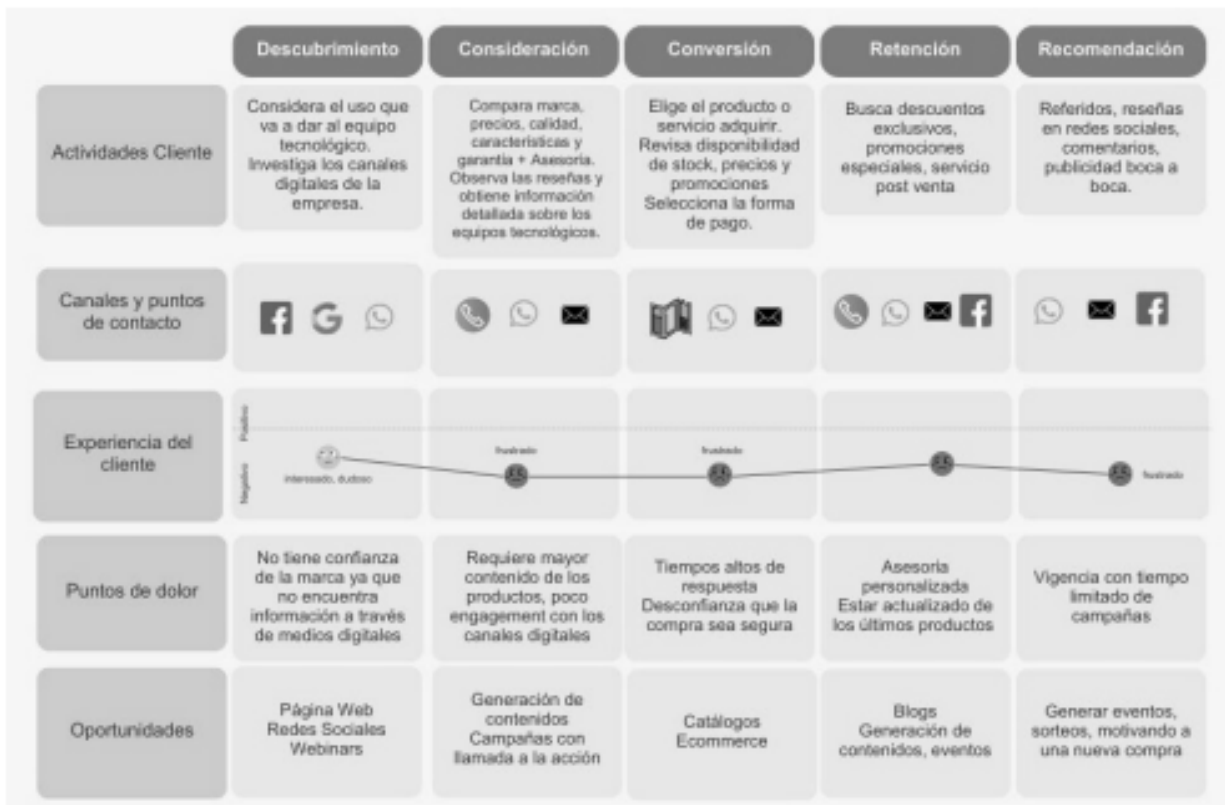 Descubrimiento
Consideración
Conversión
Retención
Recomendación
Actividades Cliente
Considera el uso que
va a dar al equipo
tecnológico.
Investiga los canales
digitales de la
empresa.
Compara marca,
precios, calidad,
características y
garantía + Asesoría.
Observa las reseñas y
obtiene información
detallada sobre los
equipos tecnológicos.
Elige el producto o
servicio adquirir.
Revisa disponibilidad
de stock, precios y
promociones
Selecciona la forma
de pago.
Busca descuentos
exclusivos,
promociones
especiales, servicio
post venta
Referidos, reseñas
en redes sociales,
comentarios,
publicidad boca a
boca.
Canales y puntos
de contacto
Experiencia del
cliente
Positivo
Negativo
interesado, dudoso
frustrado
frustrado
frustrado
Puntos de dolor
No tiene confianza
de la marca ya que
no encuentra
información a través
de medios digitales
Requiere mayor
contenido de los
productos, poco
engagement con los
canales digitales
Tiempos altos de
respuesta
Desconfianza que la
compra sea segura
Asesoría
personalizada
Estar actualizado de
los últimos productos
Vigencia con tiempo
limitado de
campañas
Oportunidades
Página Web
Redes Sociales
Webinars
Generación de
contenidos
Campañas con
llamada a la acción
Catálogos
Ecommerce
Blogs
Generación de
contenidos, eventos
Generar eventos,
sorteos, motivando a
una nueva compra